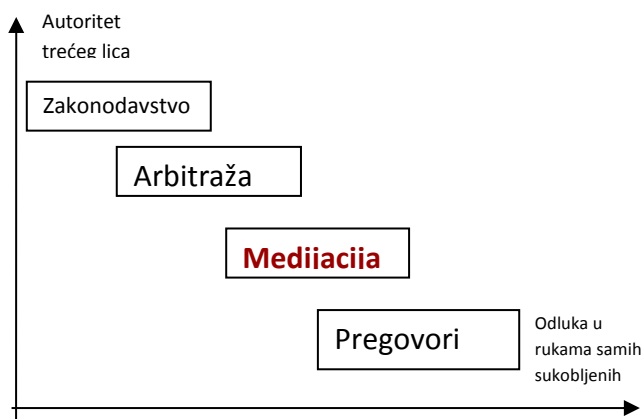 Autoritet
trećeg lica
Zakonodavstvo
Arbitraža
Medijacija
Pregovori
Odluka u
rukama samih
sukobljenih